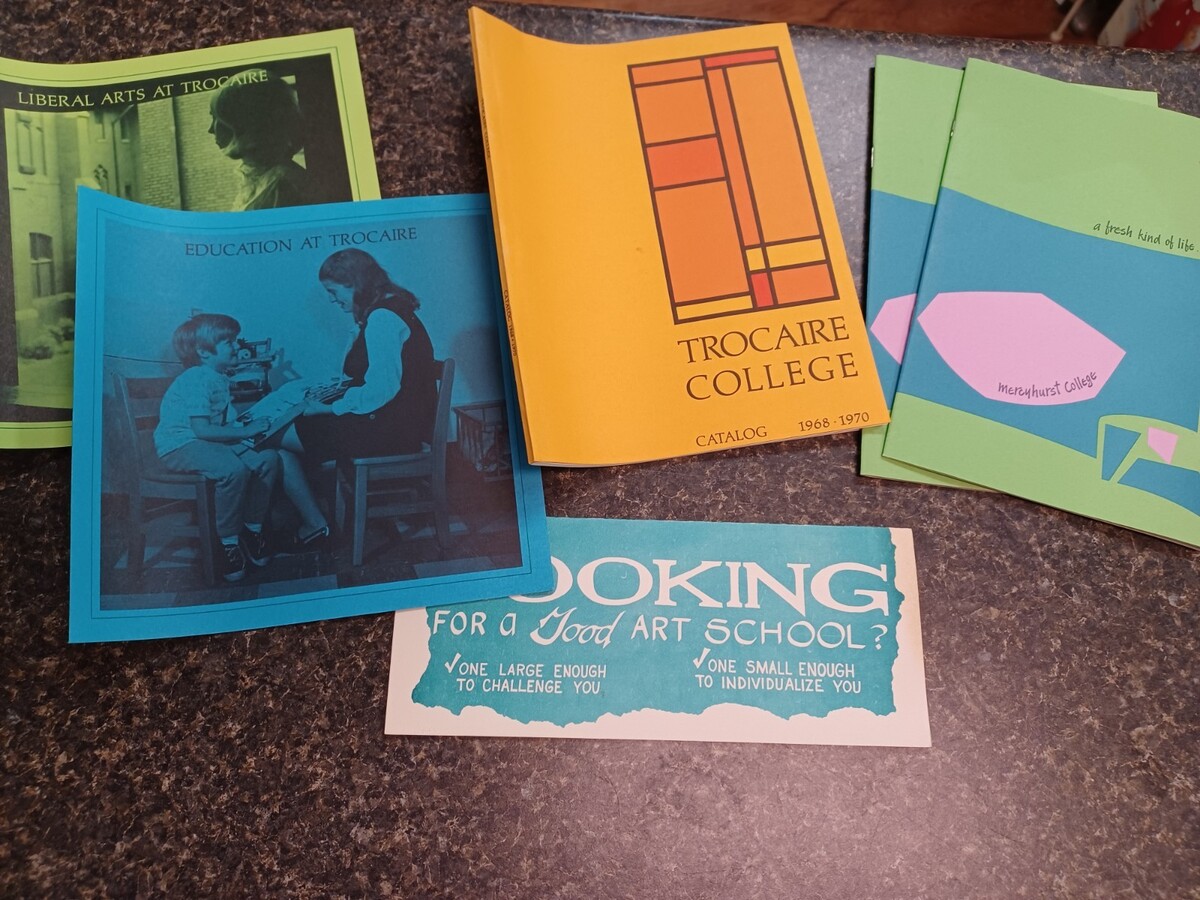 LIBERAL ARTS AT TROCAIRE
EDUCATION AT TROCAIRE
TROCAIRE
COLLEGE
CATALOG 1968 · 1970
a fresh kind of life
mercyhurst college
OOKING
FOR a Good ART SCHOOL?
✓ONE LARGE ENOUGH
TO CHALLENGE YOU
✓ONE SMALL ENOUGH
TO INDIVIDUALIZE YOU